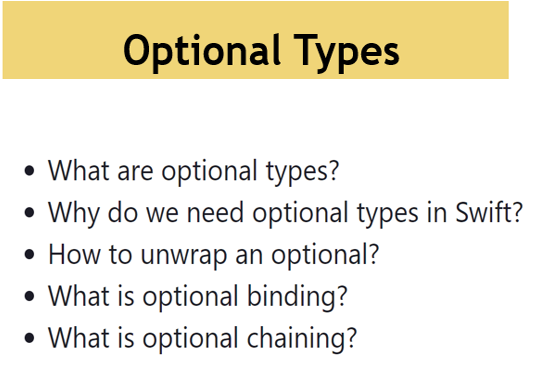 Optional Types
• What are optional types?
• Why do we need optional types in Swift?
• How to unwrap an optional?
• What is optional binding?
• What is optional chaining?